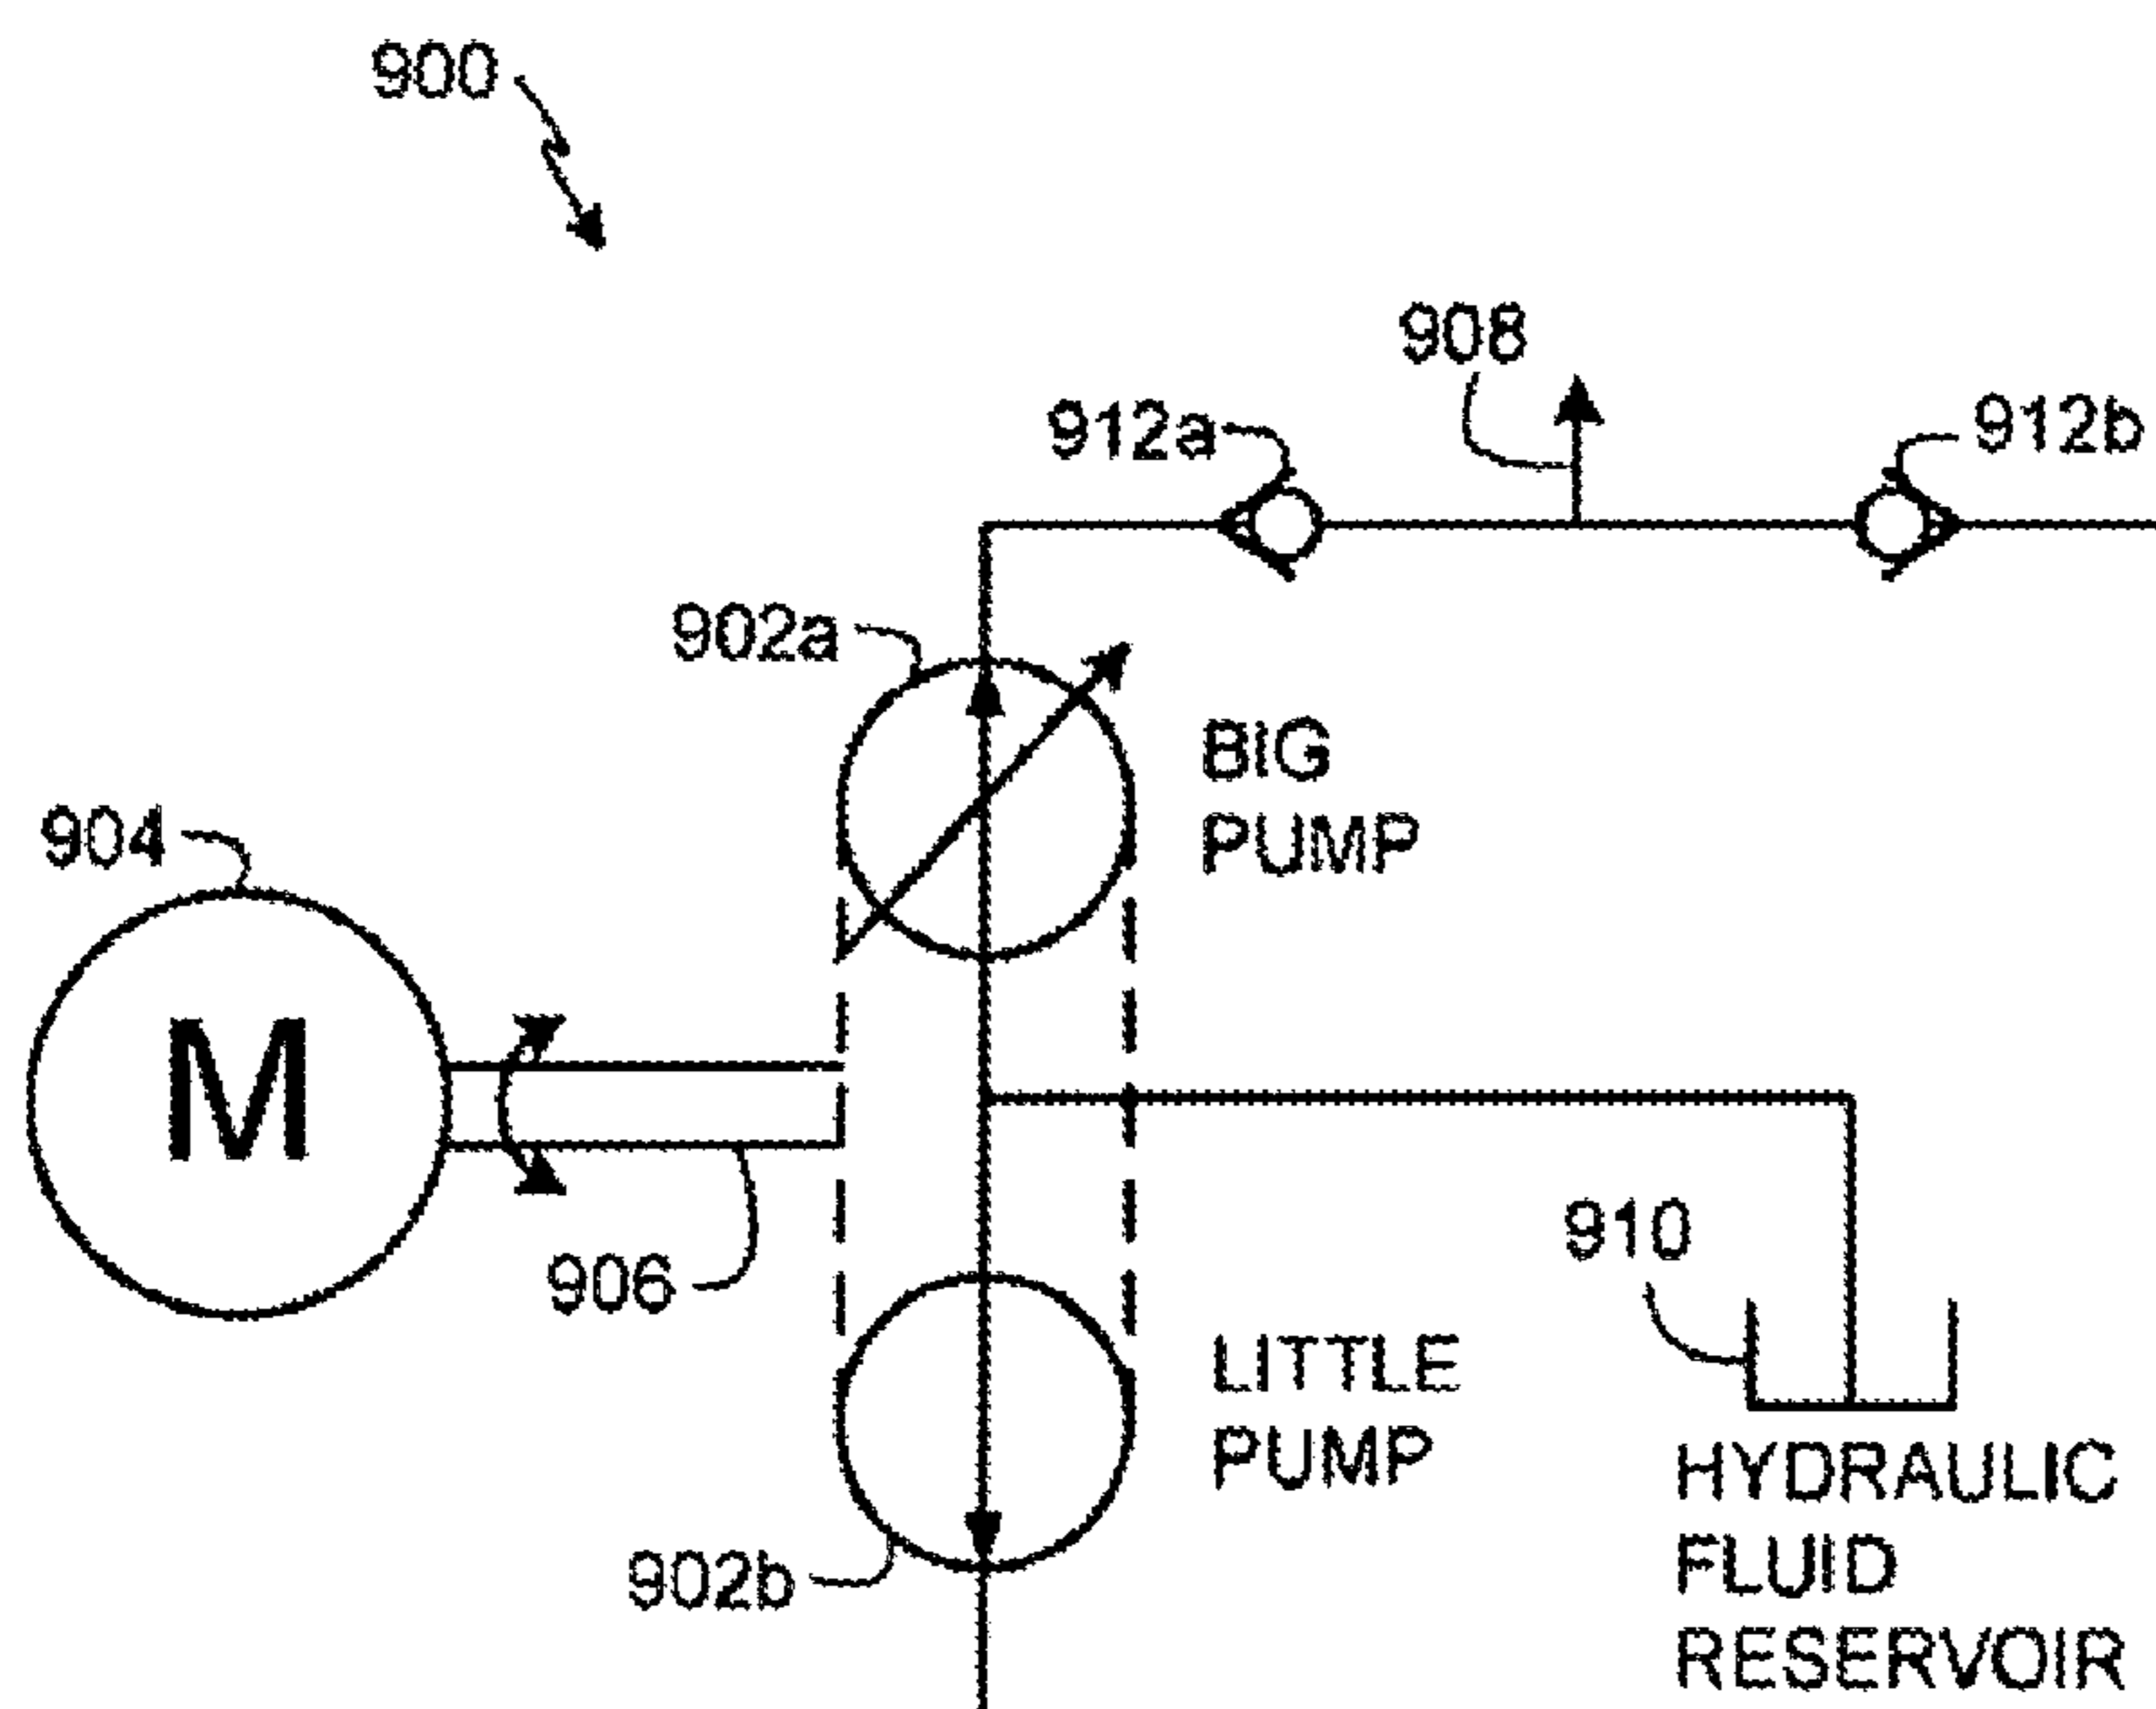 900
908
912a
912b
902a
BIG
PUMP
904
M
906
910
LITTLE
PUMP
HYDRAULIC
FLUID
RESERVOIR
902b